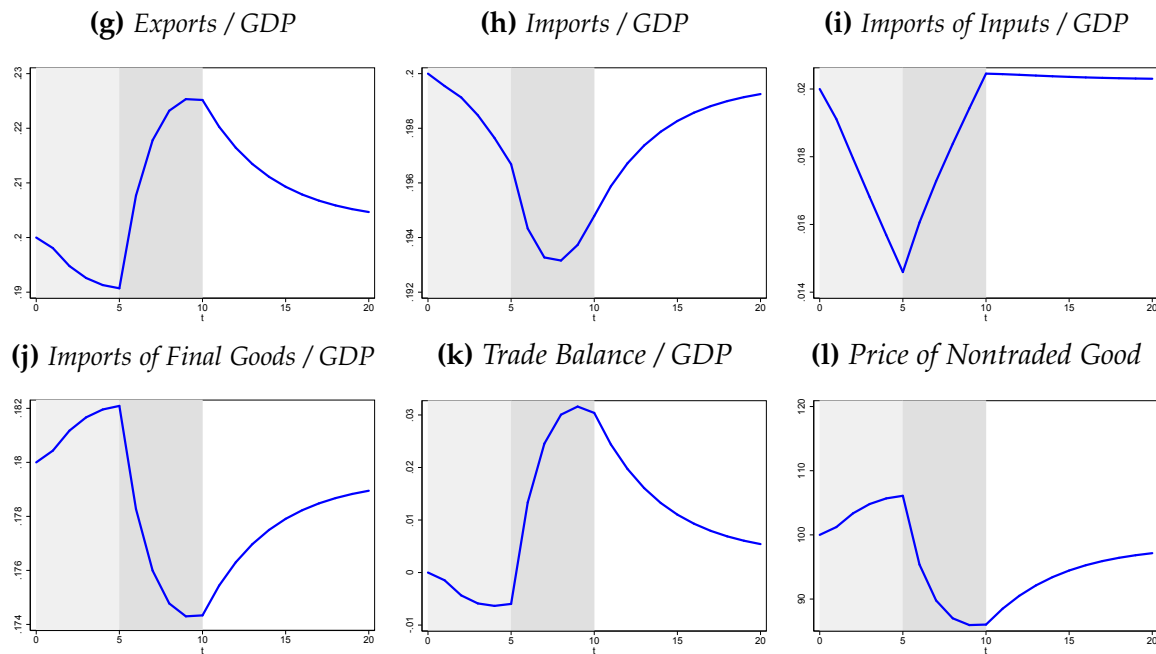 (g) Exports / GDP
(h) Imports / GDP
(i) Imports of Inputs / GDP
.19 .2 .21 .22 .23
0 5 10 15 20
t
.192 .194 .196 .198 .2
0 5 10 15 20
t
.014 .016 .018 .02
0 5 10 15 20
t
(j) Imports of Final Goods / GDP
(k) Trade Balance / GDP
(l) Price of Nontraded Good
.174 .176 .178 .18 .182
0 5 10 15 20
t
-.01 0 .01 .02 .03
0 5 10 15 20
t
90 100 110 120
0 5 10 15 20
t